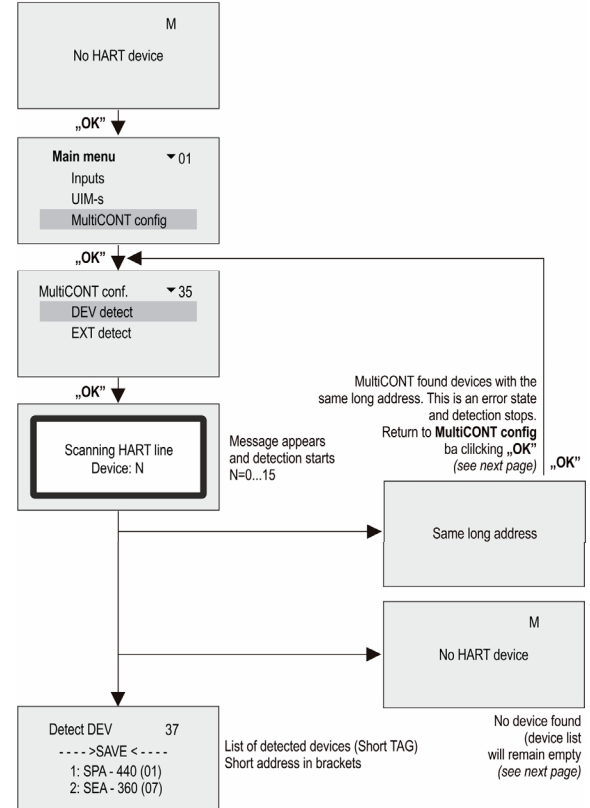 M
No HART device
„OK”
Main menu ▼01
Inputs
UIM-s
MultiCONT config
„OK”
MultiCONT conf. ▼35
DEV detect
EXT detect
„OK”
Scanning HART line
Device: N
Message appears
and detection starts
N=0...15
MultiCONT found devices with the
same long address. This is an error state
and detection stops.
Return to MultiCONT config
ba clilcking „OK”
(see next page)
„OK”
Same long address
M
No HART device
No device found
(device list
will remain empty
(see next page)
Detect DEV 37
- - - - >SAVE < - - - -
1: SPA - 440 (01)
2: SEA - 360 (07)
List of detected devices (Short TAG)
Short address in brackets